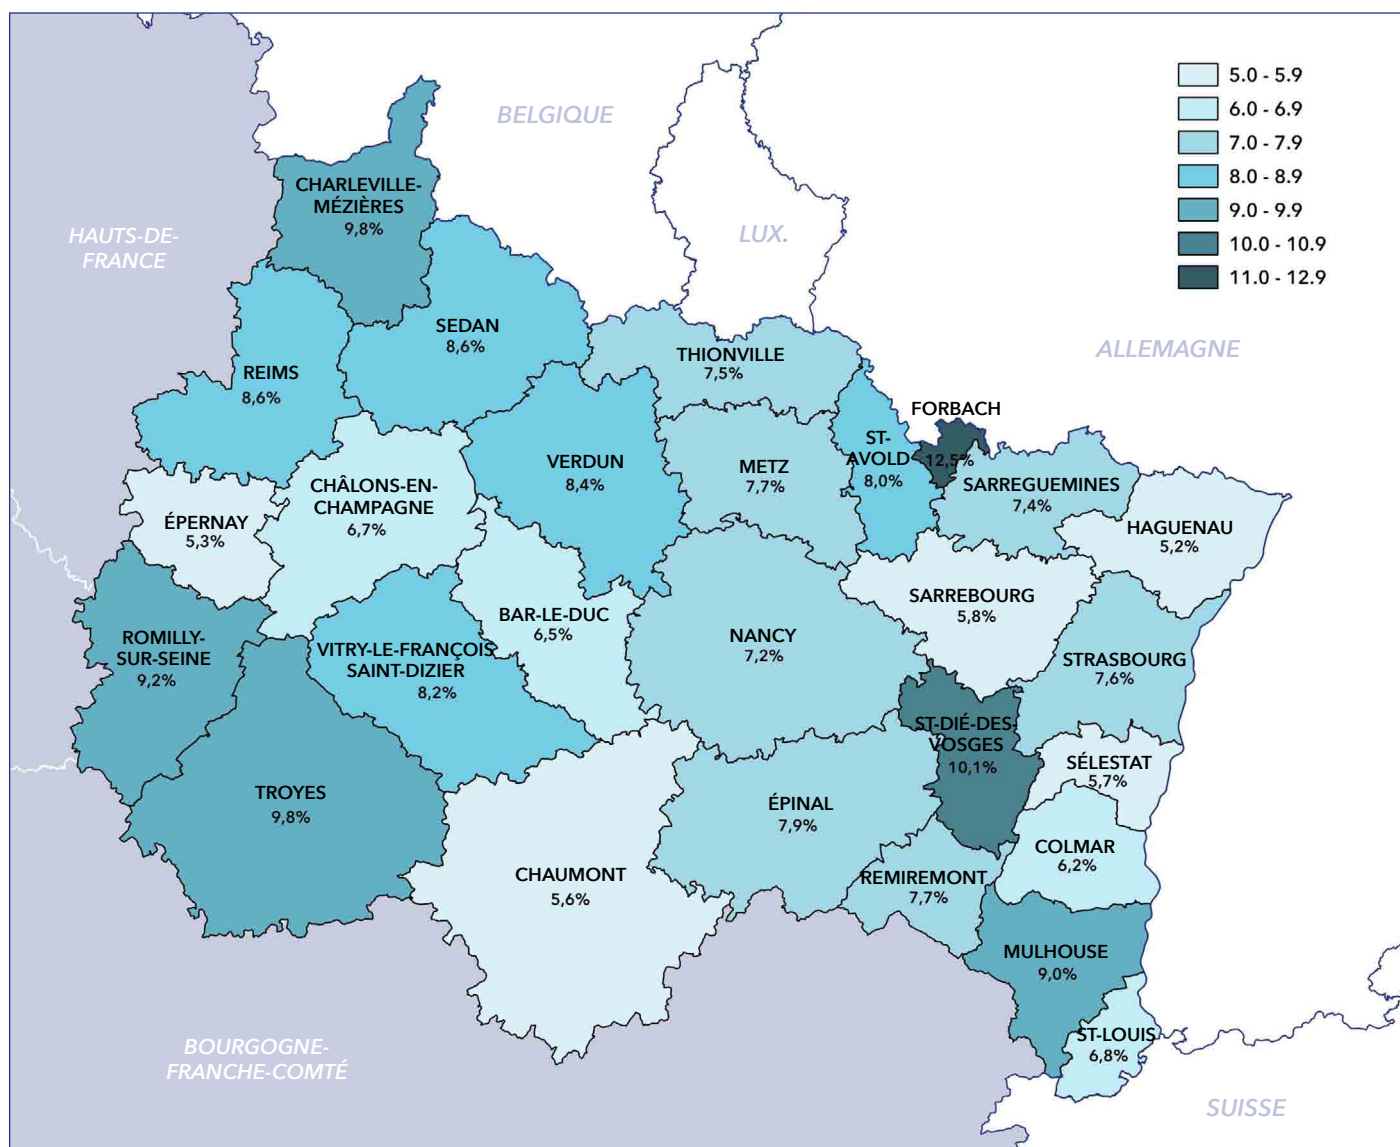 BELGIQUE
5.0 - 5.9
6.0 - 6.9
7.0 - 7.9
8.0 - 8.9
9.0 - 9.9
10.0 - 10.9
11.0 - 12.9
CHARLEVILLE-
MÉZIÈRES
9,8%
HAUTS-DE-
FRANCE
LUX.
ALLEMAGNE
SEDAN
8,6%
THIONVILLE
7,5%
REIMS
8,6%
FORBACH
12,5%
ST-
AVOLD
8,0%
VERDUN
8,4%
METZ
7,7%
SARREGUEMINES
7,4%
CHÂLONS-EN-
CHAMPAGNE
6,7%
ÉPERNAY
5,3%
HAGUENAU
5,2%
SARREBOURG
5,8%
BAR-LE-DUC
6,5%
NANCY
7,2%
ROMILLY-
SUR-SEINE
9,2%
VITRY-LE-FRANÇOIS
SAINT-DIZIER
8,2%
STRASBOURG
7,6%
ST-DIÉ-DES-
VOSGES
10,1%
SÉLESTAT
5,7%
TROYES
9,8%
ÉPINAL
7,9%
COLMAR
6,2%
CHAUMONT
5,6%
REMIREMONT
7,7%
MULHOUSE
9,0%
ST-LOUIS
6,8%
BOURGOGNE-
FRANCHE-COMTÉ
SUISSE